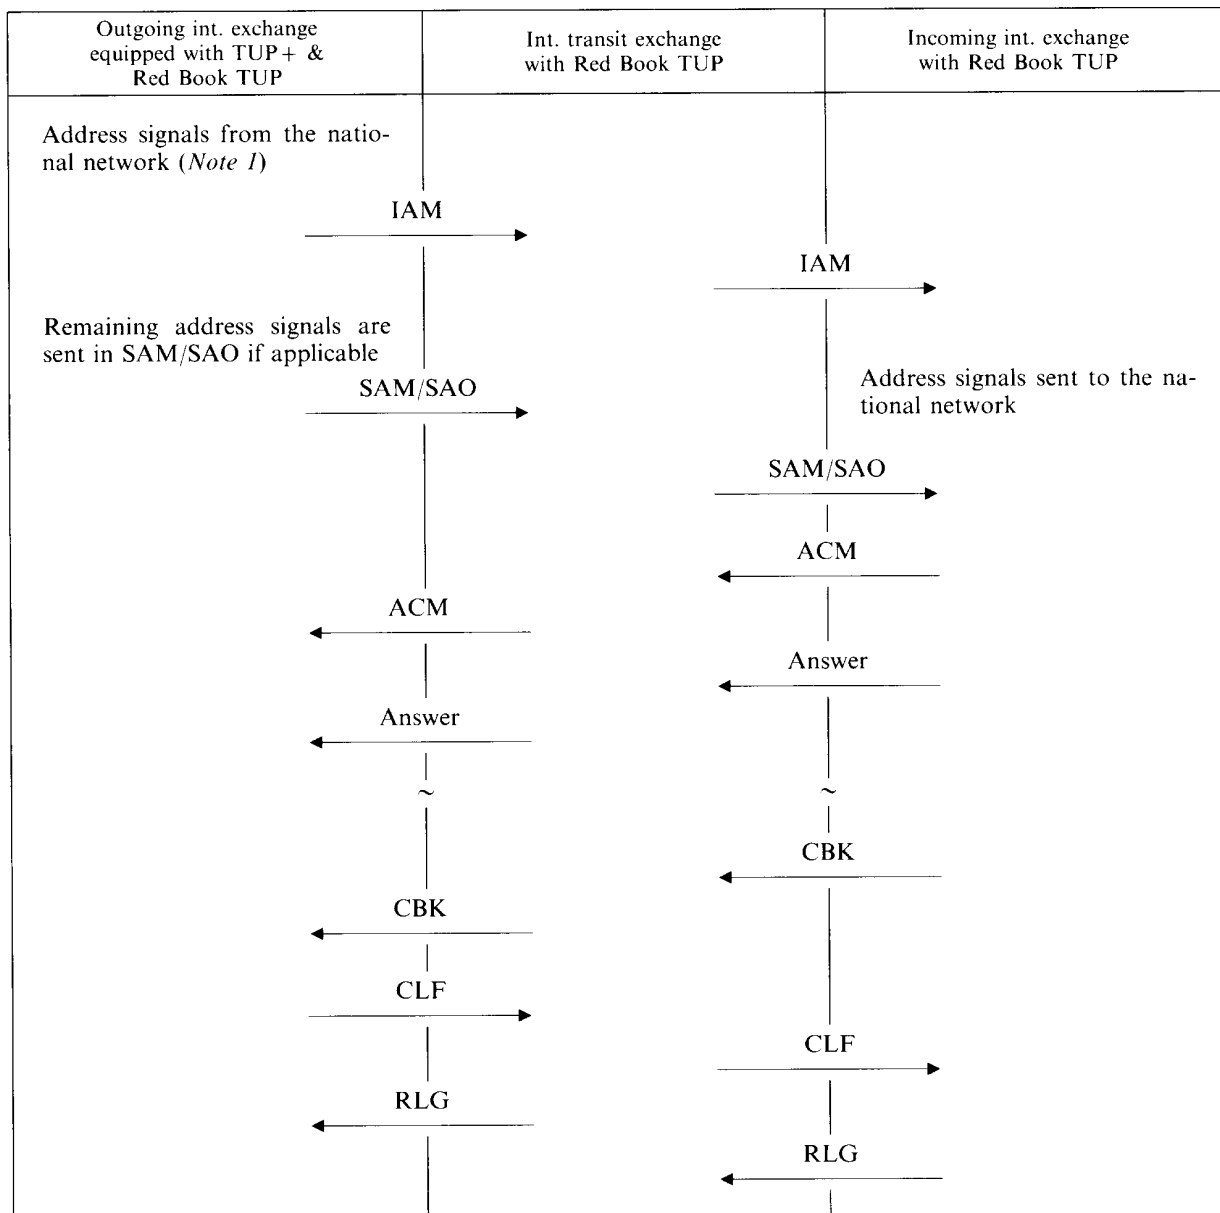 Outgoing int. exchange
equipped with TUP+ &
Red Book TUP
Int. transit exchange
with Red Book TUP
Incoming int. exchange
with Red Book TUP
Address signals from the natio-
nal network (Note 1)
IAM
IAM
Remaining address signals are
sent in SAM/SAO if applicable
SAM/SAO
Address signals sent to the na-
tional network
SAM/SAO
ACM
ACM
Answer
Answer
~
~
CBK
CBK
CLF
CLF
RLG
RLG